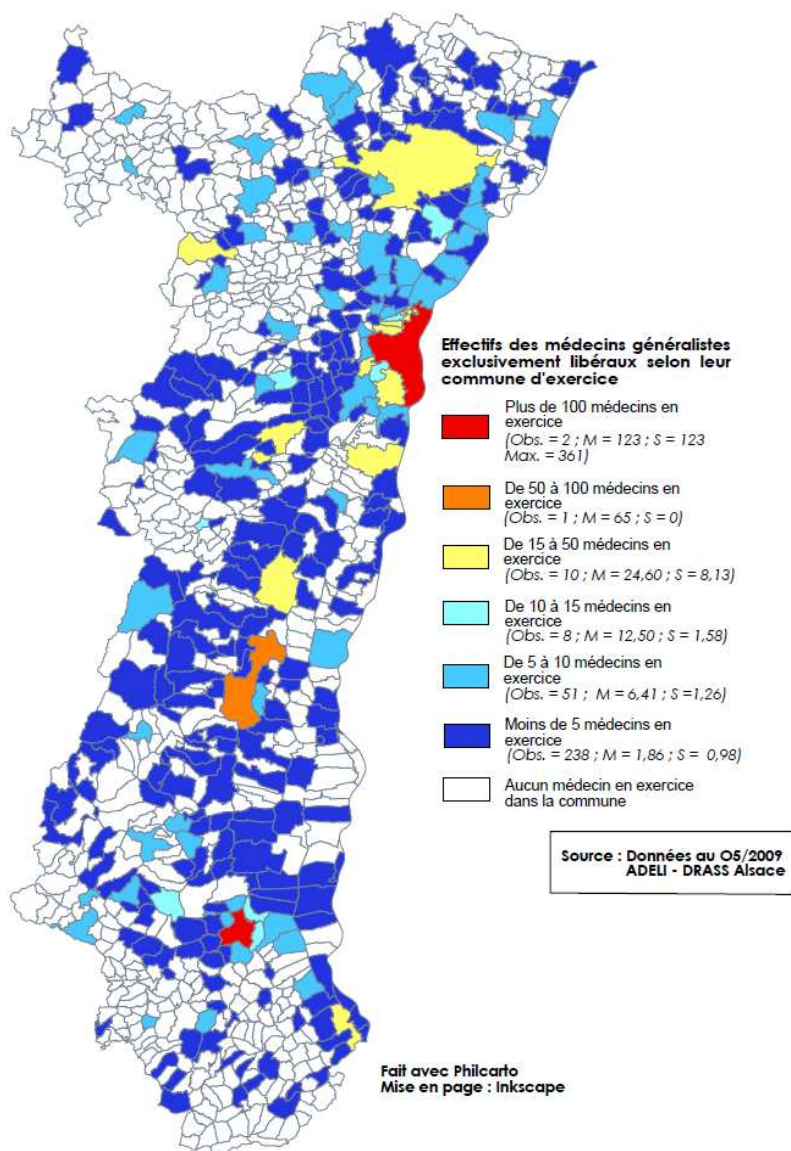 Effectifs des médecins généralistes
exclusivement libéraux selon leur
commune d'exercice
Plus de 100 médecins en
exercice
(Obs. = 2 ; M = 123 ; S = 123
Max. = 361)
De 50 à 100 médecins en
exercice
(Obs. = 1 ; M = 65 ; S = 0)
De 15 à 50 médecins en
exercice
(Obs. = 10 ; M = 24,60 ; S = 8,13)
De 10 à 15 médecins en
exercice
(Obs. = 8 ; M = 12,50 ; S = 1,58)
De 5 à 10 médecins en
exercice
(Obs. = 51 ; M = 6,41 ; S =1,26)
Moins de 5 médecins en
exercice
(Obs. = 238 ; M = 1,86 ; S = 0,98)
Aucun médecin en exercice
dans la commune
Source : Données au 05/2009
ADELI - DRASS Alsace
Fait avec Philcarto
Mise en page : Inkscape